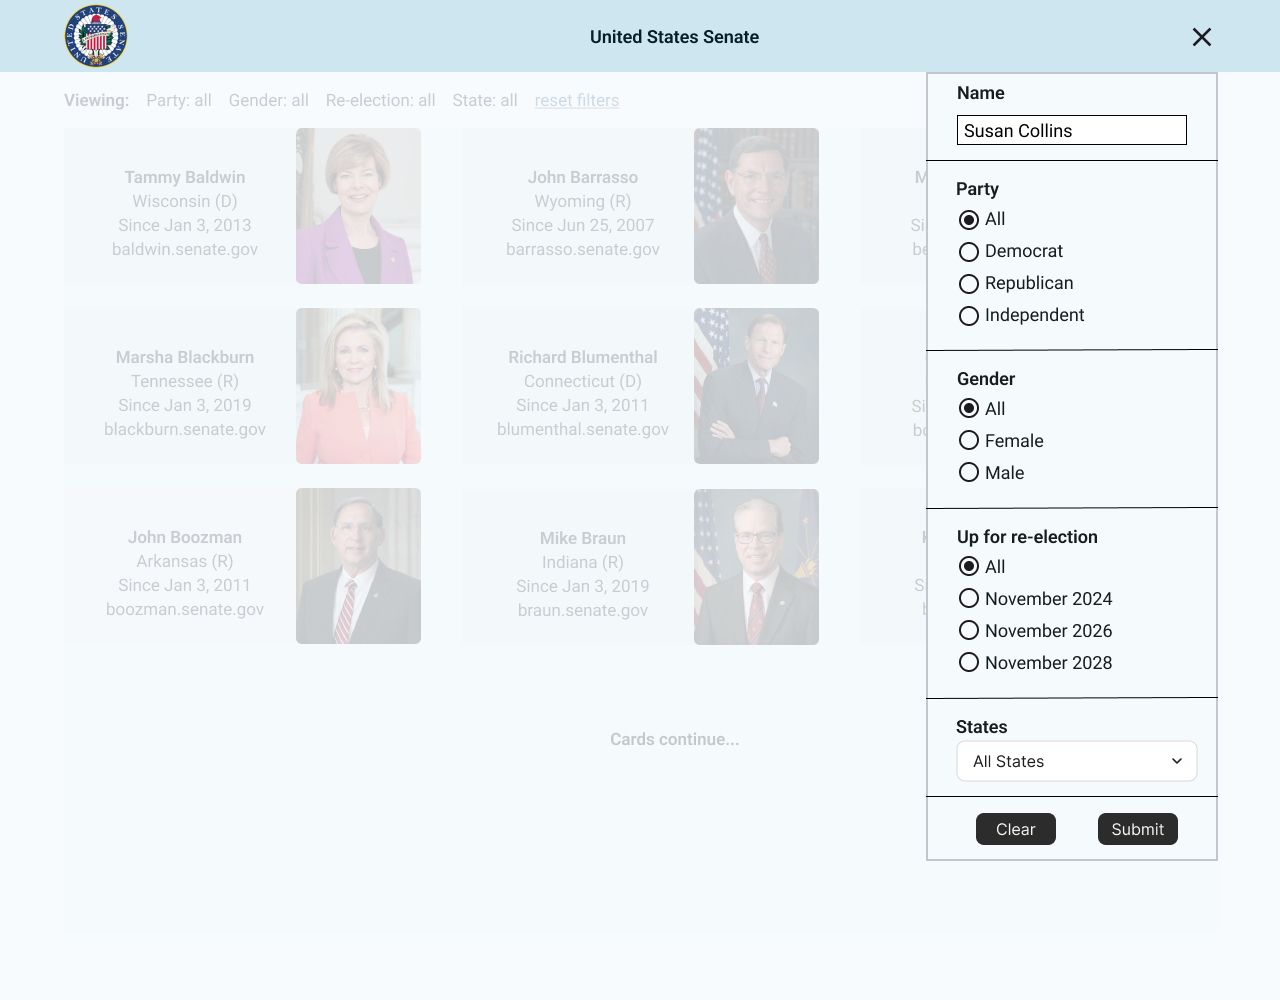 UNITED STATES SENATE
United States Senate
Viewing: Party: all Gender: all Re-election: all State: all reset filters
Tammy Baldwin
Wisconsin (D)
Since Jan 3, 2013
baldwin.senate.gov
John Barrasso
Wyoming (R)
Since Jun 25, 2007
barrasso.senate.gov
M
Si
be
Marsha Blackburn
Tennessee (R)
Since Jan 3, 2019
blackburn.senate.gov
Richard Blumenthal
Connecticut (D)
Since Jan 3, 2011
blumenthal.senate.gov
Si
John Boozman
Arkansas (R)
Since Jan 3, 2011
boozman.senate.gov
Mike Braun
Indiana (R)
Since Jan 3, 2019
braun.senate.gov
S
Cards continue...
Name
Susan Collins
Party
All
Democrat
Republican
Independent
Gender
All
Female
Male
Up for re-election
All
November 2024
November 2026
November 2028
States
All States
Clear
Submit